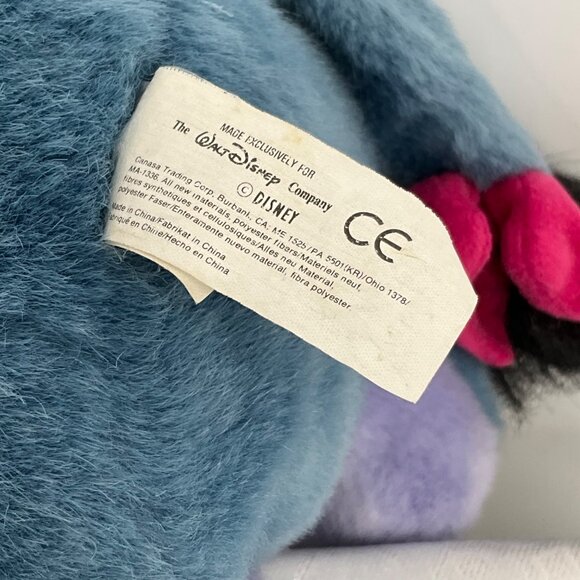 MADE EXCLUSIVELY FOR
The WALT DISNEY Company
© DISNEY
CE
Canasa Trading Corp, Burbank, CA, ME 1525/PA 5501(KR)/Ohio 1378/
MA-1336. All new materials, polyester fibers/Materiels neuf,
fibres synthetiques et cellulosiques/Alles neu Material,
polyester Faser/Enteramente nuevo material, fibra polyester
Made in China/Fabrikat in China
Fabriqué en Chine/Hecho en China